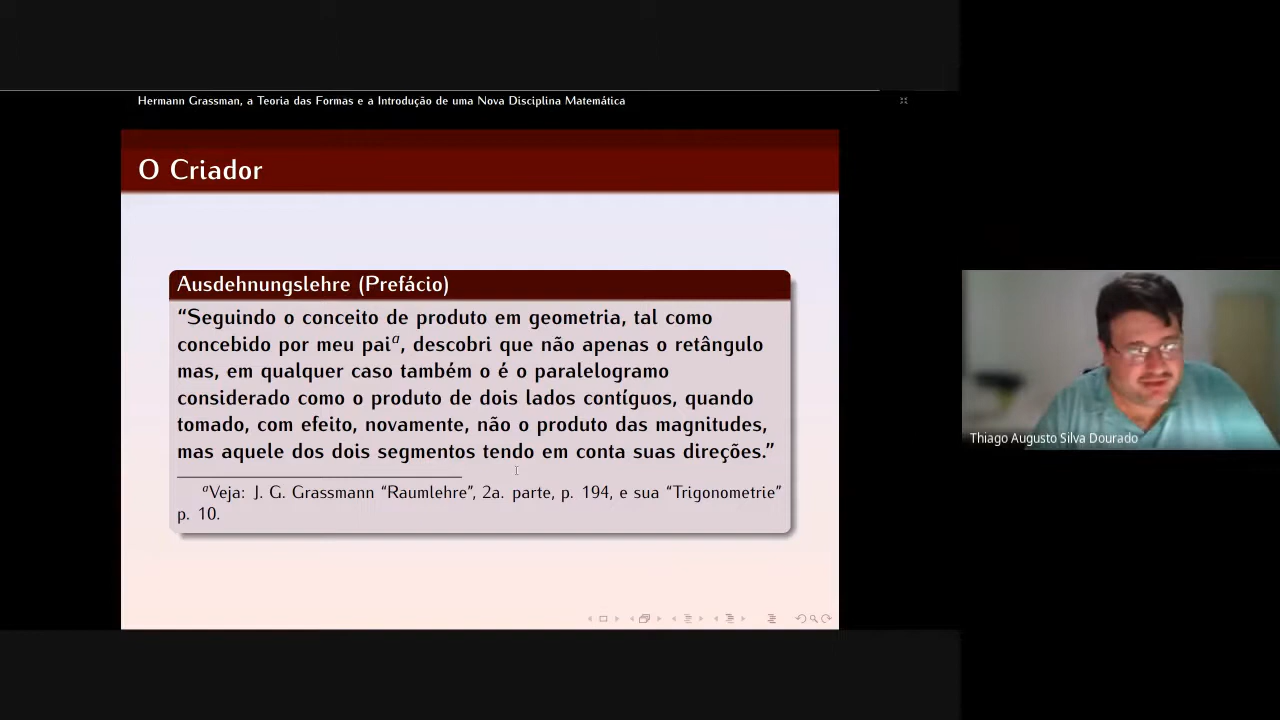 Hermann Grassman, a Teoria das Formas e a Introdução de uma Nova Disciplina Matemática
O Criador
Ausdehnungslehre (Prefácio)
“Seguindo o conceito de produto em geometria, tal como
concebido por meu paiᵃ, descobri que não apenas o retângulo
mas, em qualquer caso também o é o paralelogramo
considerado como o produto de dois lados contíguos, quando
tomado, com efeito, novamente, não o produto das magnitudes,
mas aquele dos dois segmentos tendo em conta suas direções.”
ᵃVeja: J. G. Grassmann “Raumlehre”, 2a. parte, p. 194, e sua “Trigonometrie”
p. 10.
Thiago Augusto Silva Dourado